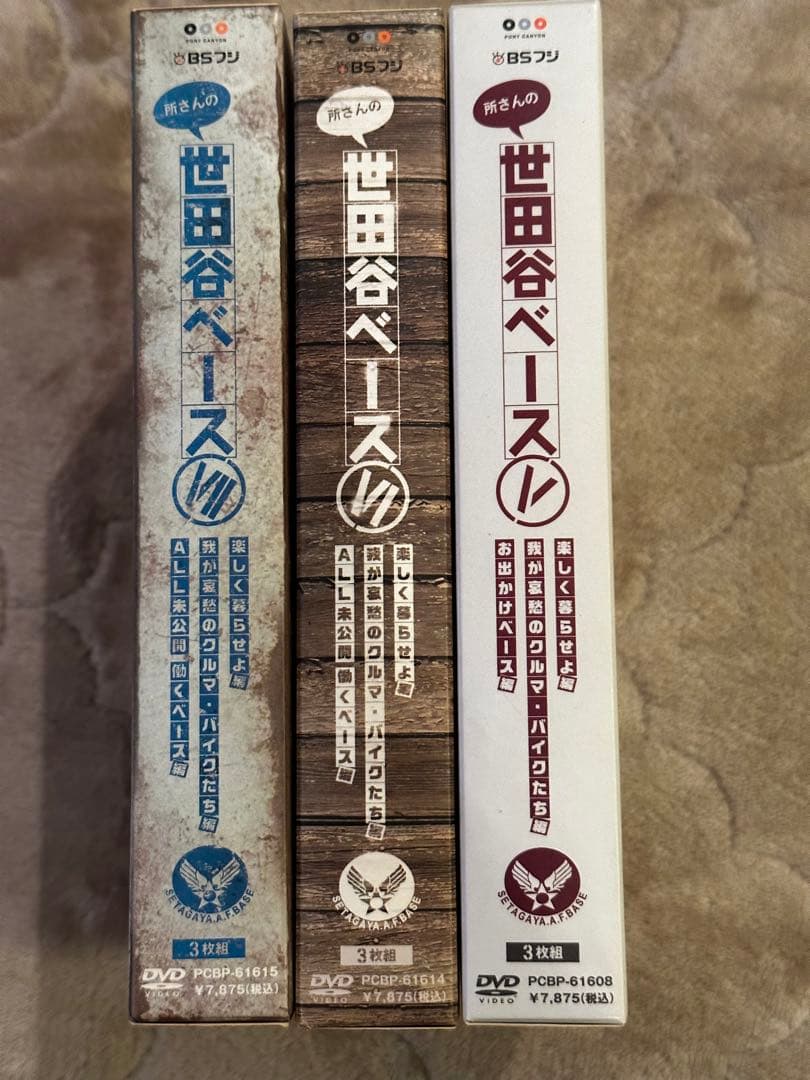 PONY CANYON
BSフジ
所さんの
世田谷ベース
VII
楽しく暮らせよ編
我が哀愁のクルマ・バイクたち編
ALL未公開働くベース編
SETAGAYA.A.F.BASE
3枚組
DVD
VIDEO
PCBP-61615
¥7,875(税込)
PONY CANYON
BSフジ
所さんの
世田谷ベース
VI
楽しく暮らせよ編
我が哀愁のクルマ・バイクたち編
ALL未公開働くベース編
SETAGAYA.A.F.BASE
3枚組
DVD
VIDEO
PCBP-61614
¥7,875(税込)
PONY CANYON
BSフジ
所さんの
世田谷ベース
V
楽しく暮らせよ編
我が哀愁のクルマ・バイクたち編
お出かけベース編
SETAGAYA.A.F.BASE
3枚組
DVD
VIDEO
PCBP-61608
¥7,875(税込)